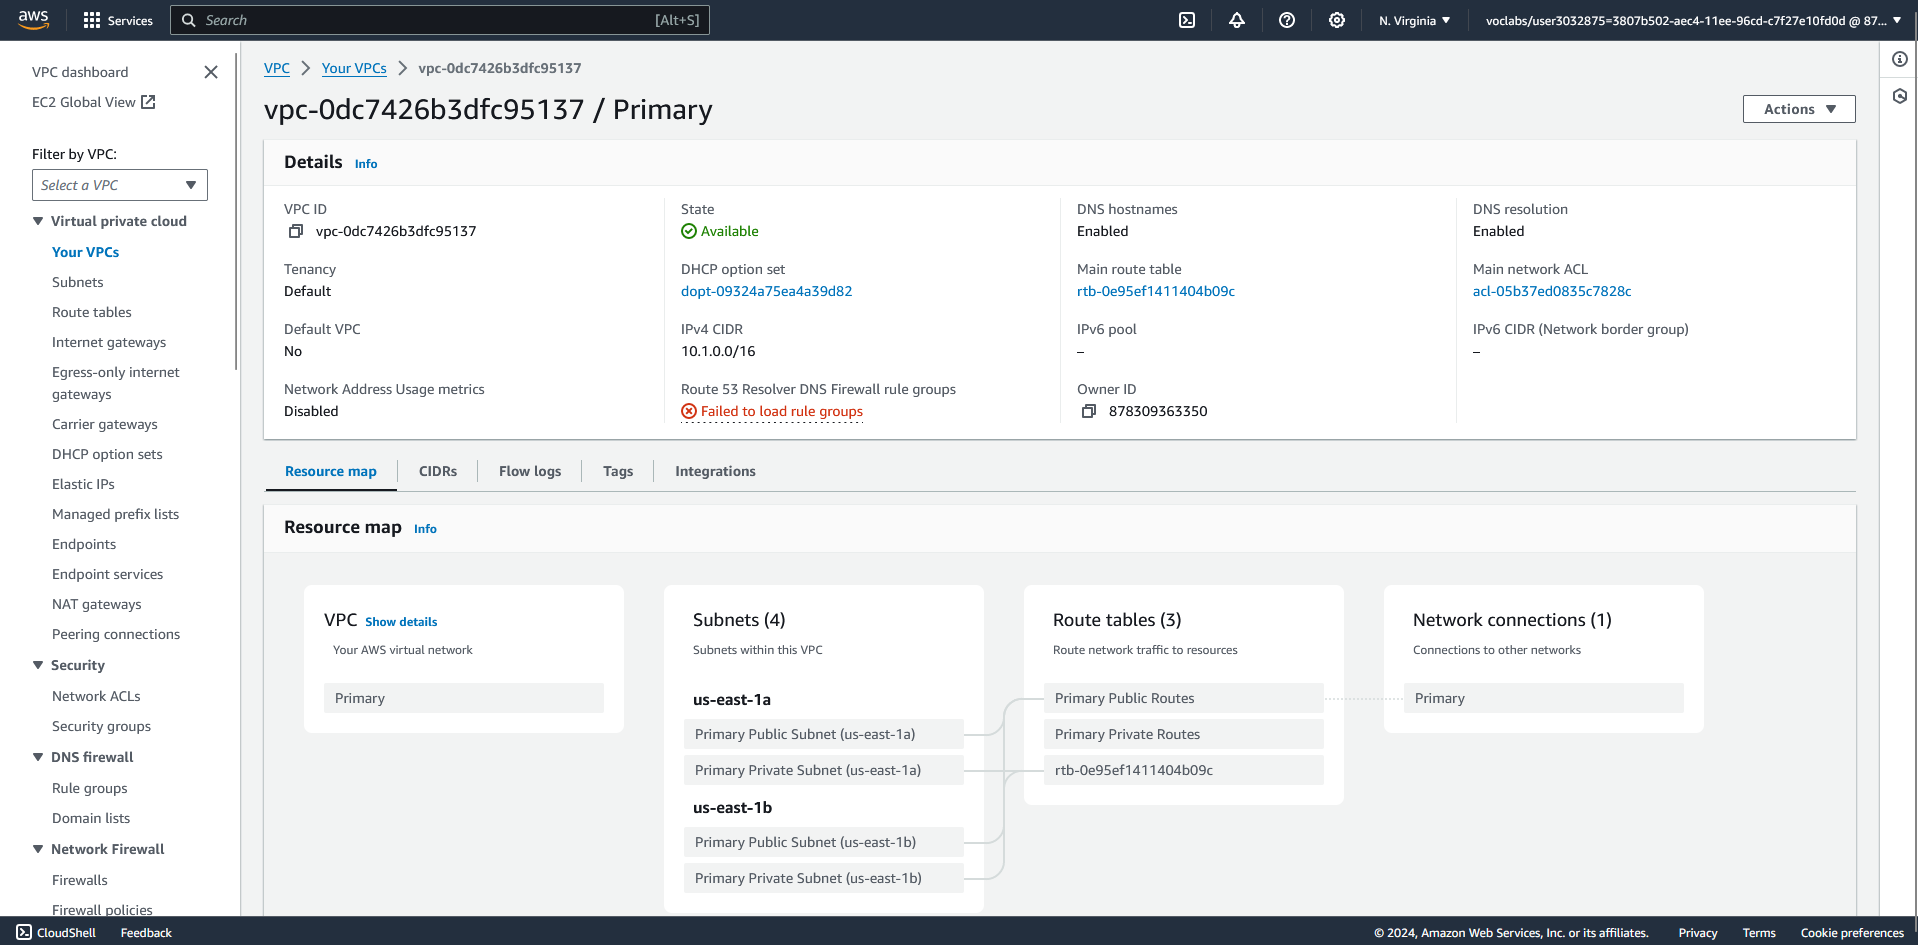 aws
Services
Search
[Alt+S]
N. Virginia
voclabs/user3032875=3807b502-aec4-11ee-96cd-c7f27e10fd0d @ 87...
VPC dashboard
EC2 Global View
Filter by VPC:
Select a VPC
Virtual private cloud
Your VPCs
Subnets
Route tables
Internet gateways
Egress-only internet
gateways
Carrier gateways
DHCP option sets
Elastic IPs
Managed prefix lists
Endpoints
Endpoint services
NAT gateways
Peering connections
Security
Network ACLs
Security groups
DNS firewall
Rule groups
Domain lists
Network Firewall
Firewalls
Firewall policies
VPC > Your VPCs > vpc-0dc7426b3dfc95137
vpc-0dc7426b3dfc95137 / Primary
Actions
Details Info
VPC ID
vpc-0dc7426b3dfc95137
State
Available
DNS hostnames
Enabled
DNS resolution
Enabled
Tenancy
Default
DHCP option set
dopt-09324a75ea4a39d82
Main route table
rtb-0e95ef1411404b09c
Main network ACL
acl-05b37ed0835c7828c
Default VPC
No
IPv4 CIDR
10.1.0.0/16
IPv6 pool
–
IPv6 CIDR (Network border group)
–
Network Address Usage metrics
Disabled
Route 53 Resolver DNS Firewall rule groups
Failed to load rule groups
Owner ID
878309363350
Resource map
CIDRs
Flow logs
Tags
Integrations
Resource map Info
VPC Show details
Your AWS virtual network
Primary
Subnets (4)
Subnets within this VPC
us-east-1a
Primary Public Subnet (us-east-1a)
Primary Private Subnet (us-east-1a)
us-east-1b
Primary Public Subnet (us-east-1b)
Primary Private Subnet (us-east-1b)
Route tables (3)
Route network traffic to resources
Primary Public Routes
Primary Private Routes
rtb-0e95ef1411404b09c
Network connections (1)
Connections to other networks
Primary
CloudShell
Feedback
© 2024, Amazon Web Services, Inc. or its affiliates.
Privacy
Terms
Cookie preferences